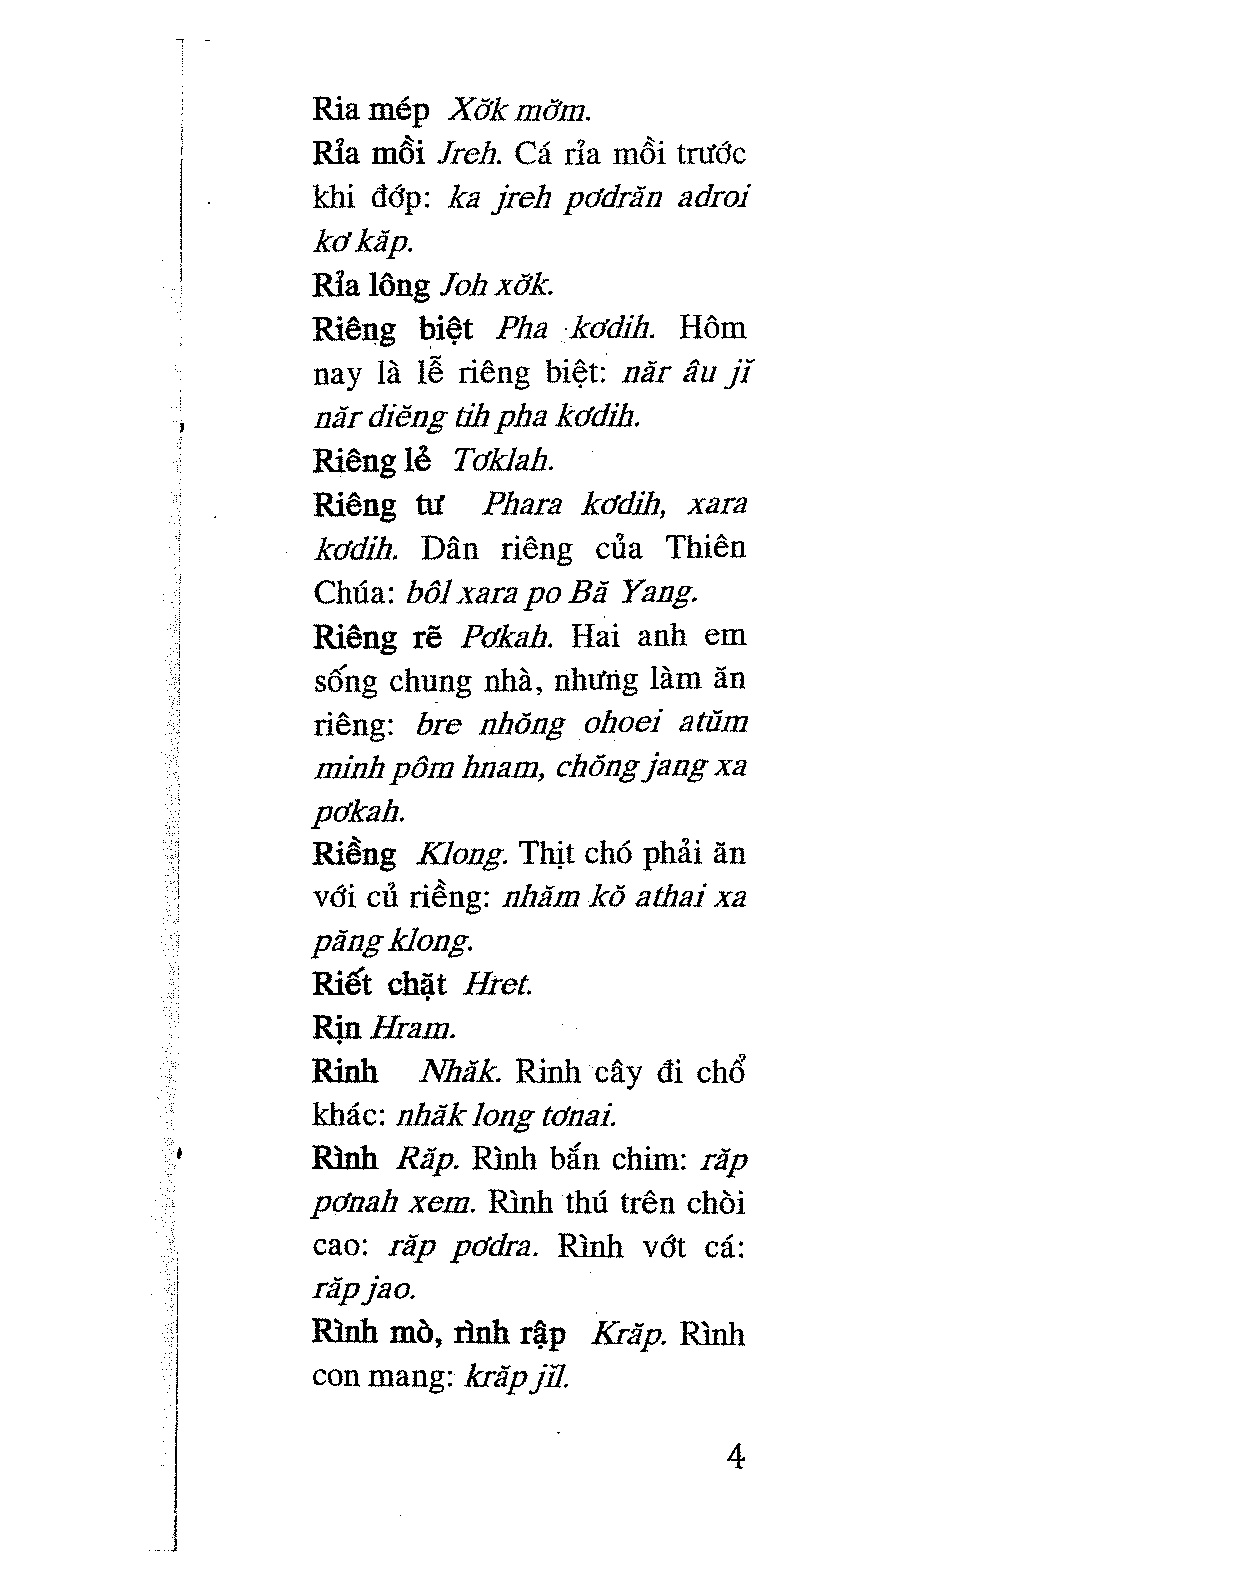 Ria mép Xơ̆k mơ̆m.
Rỉa mồi Jreh. Cá rỉa mồi trước
khi đớp: ka jreh pơdrăn adroi
kơ kăp.
Rỉa lông Joh xơ̆k.
Riêng biệt Pha kơdih. Hôm
nay là lễ riêng biệt: năr âu jĭ
năr diĕng tih pha kơdih.
Riêng lẻ Tơklah.
Riêng tư Phara kơdih, xara
kơdih. Dân riêng của Thiên
Chúa: bôl xara po Bă Yang.
Riêng rẽ Pơkah. Hai anh em
sống chung nhà, nhưng làm ăn
riêng: bre nhŏng ohoei atŭm
minh pôm hnam, chŏng jang xa
pơkah.
Riềng Klong. Thịt chó phải ăn
với củ riềng: nhăm kŏ athai xa
păng klong.
Riết chặt Hret.
Rịn Hram.
Rinh Nhăk. Rinh cây đi chổ
khác: nhăk long tơnai.
Rình Răp. Rình bắn chim: răp
pơnah xem. Rình thú trên chòi
cao: răp pơdra. Rình vớt cá:
răp jao.
Rình mò, rình rập Krăp. Rình
con mang: krăp jĭl.
4